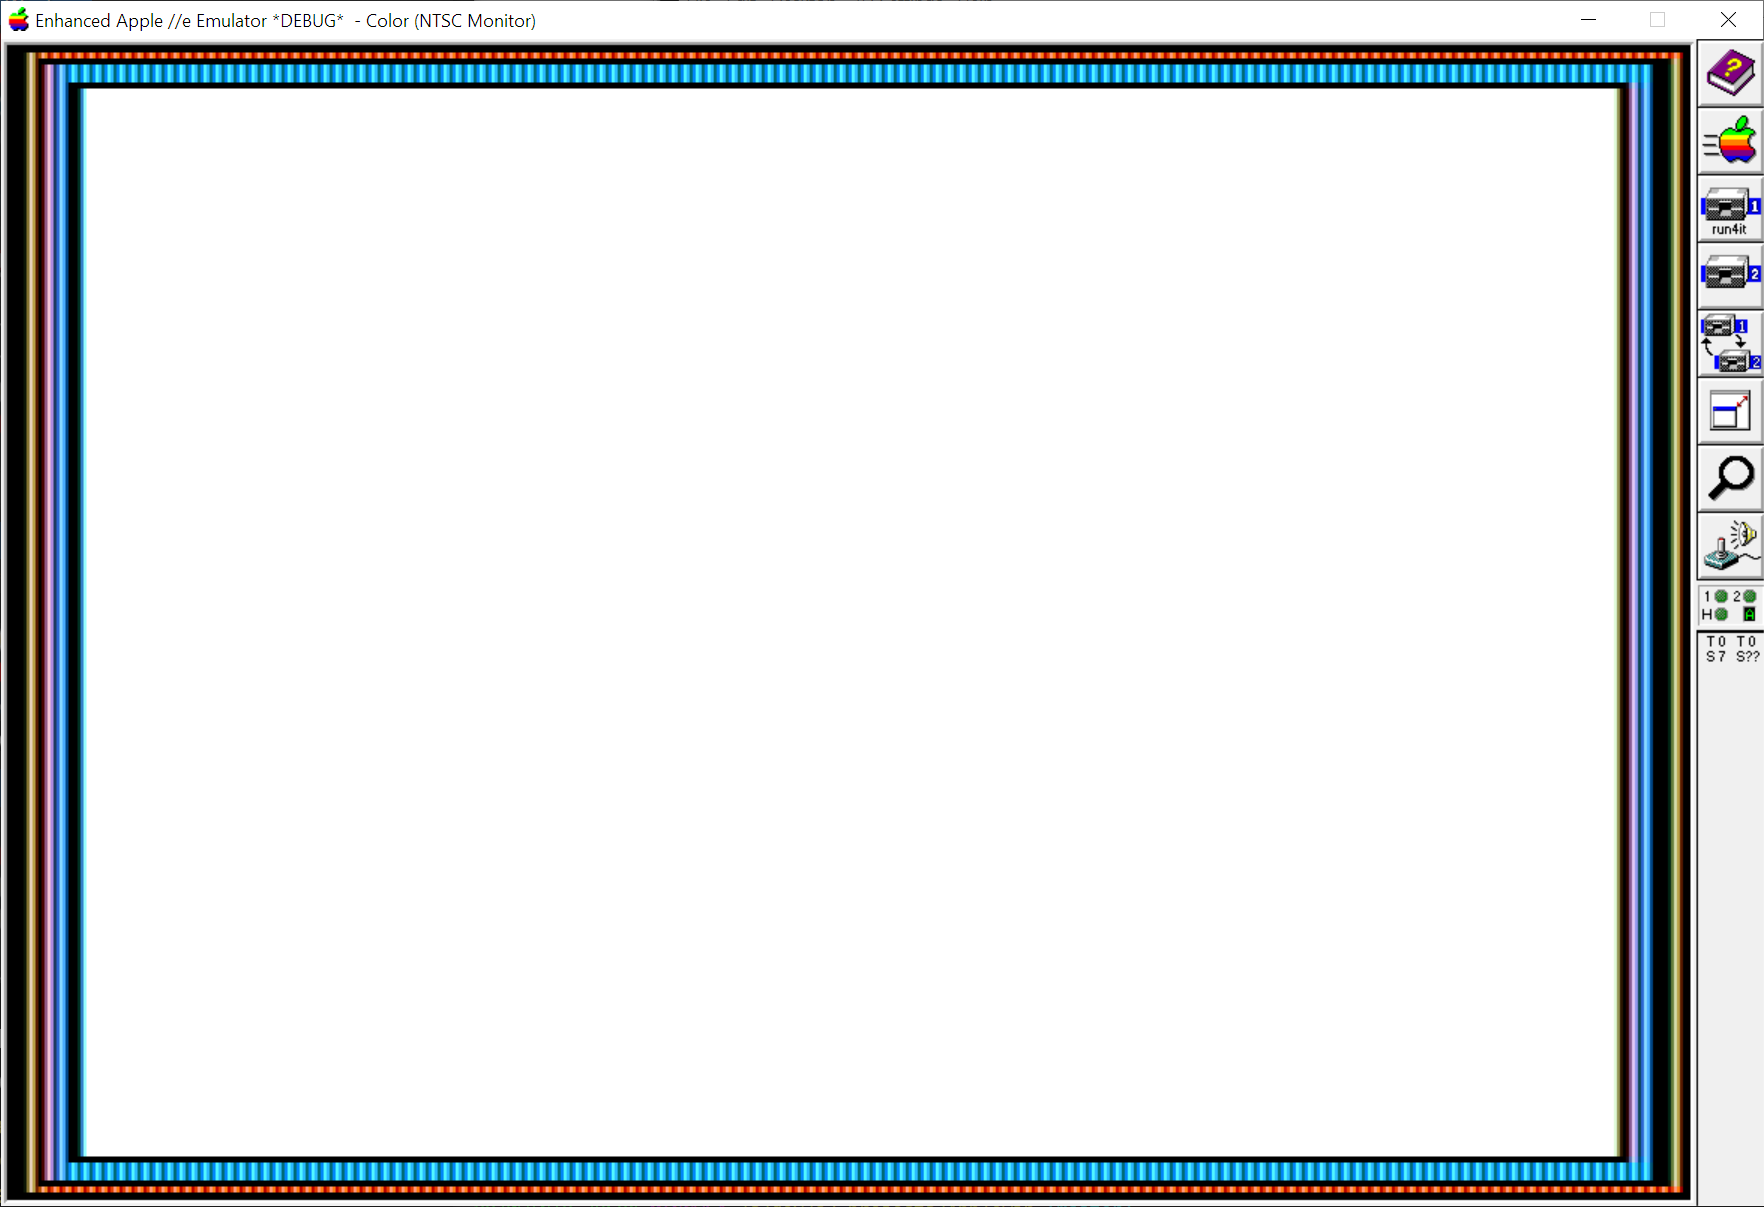 Enhanced Apple //e Emulator *DEBUG*  - Color (NTSC Monitor)
?
1
run4it
2
1
2
1 2
H A
T0 T0
S7 S??